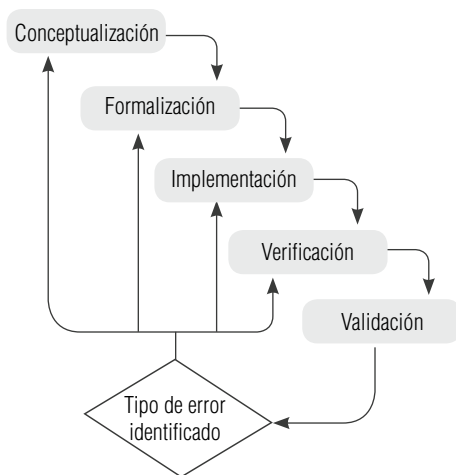 Conceptualización
Formalización
Implementación
Verificación
Validación
Tipo de error
identificado